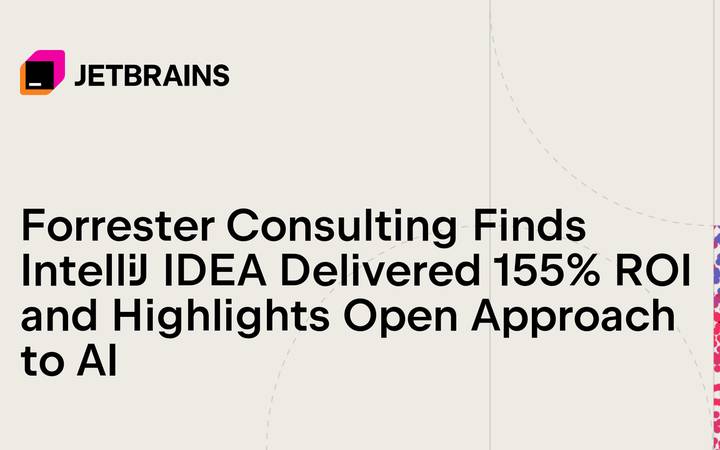 JETBRAINS
Forrester Consulting Finds
IntelliJ IDEA Delivered 155% ROI
and Highlights Open Approach
to AI